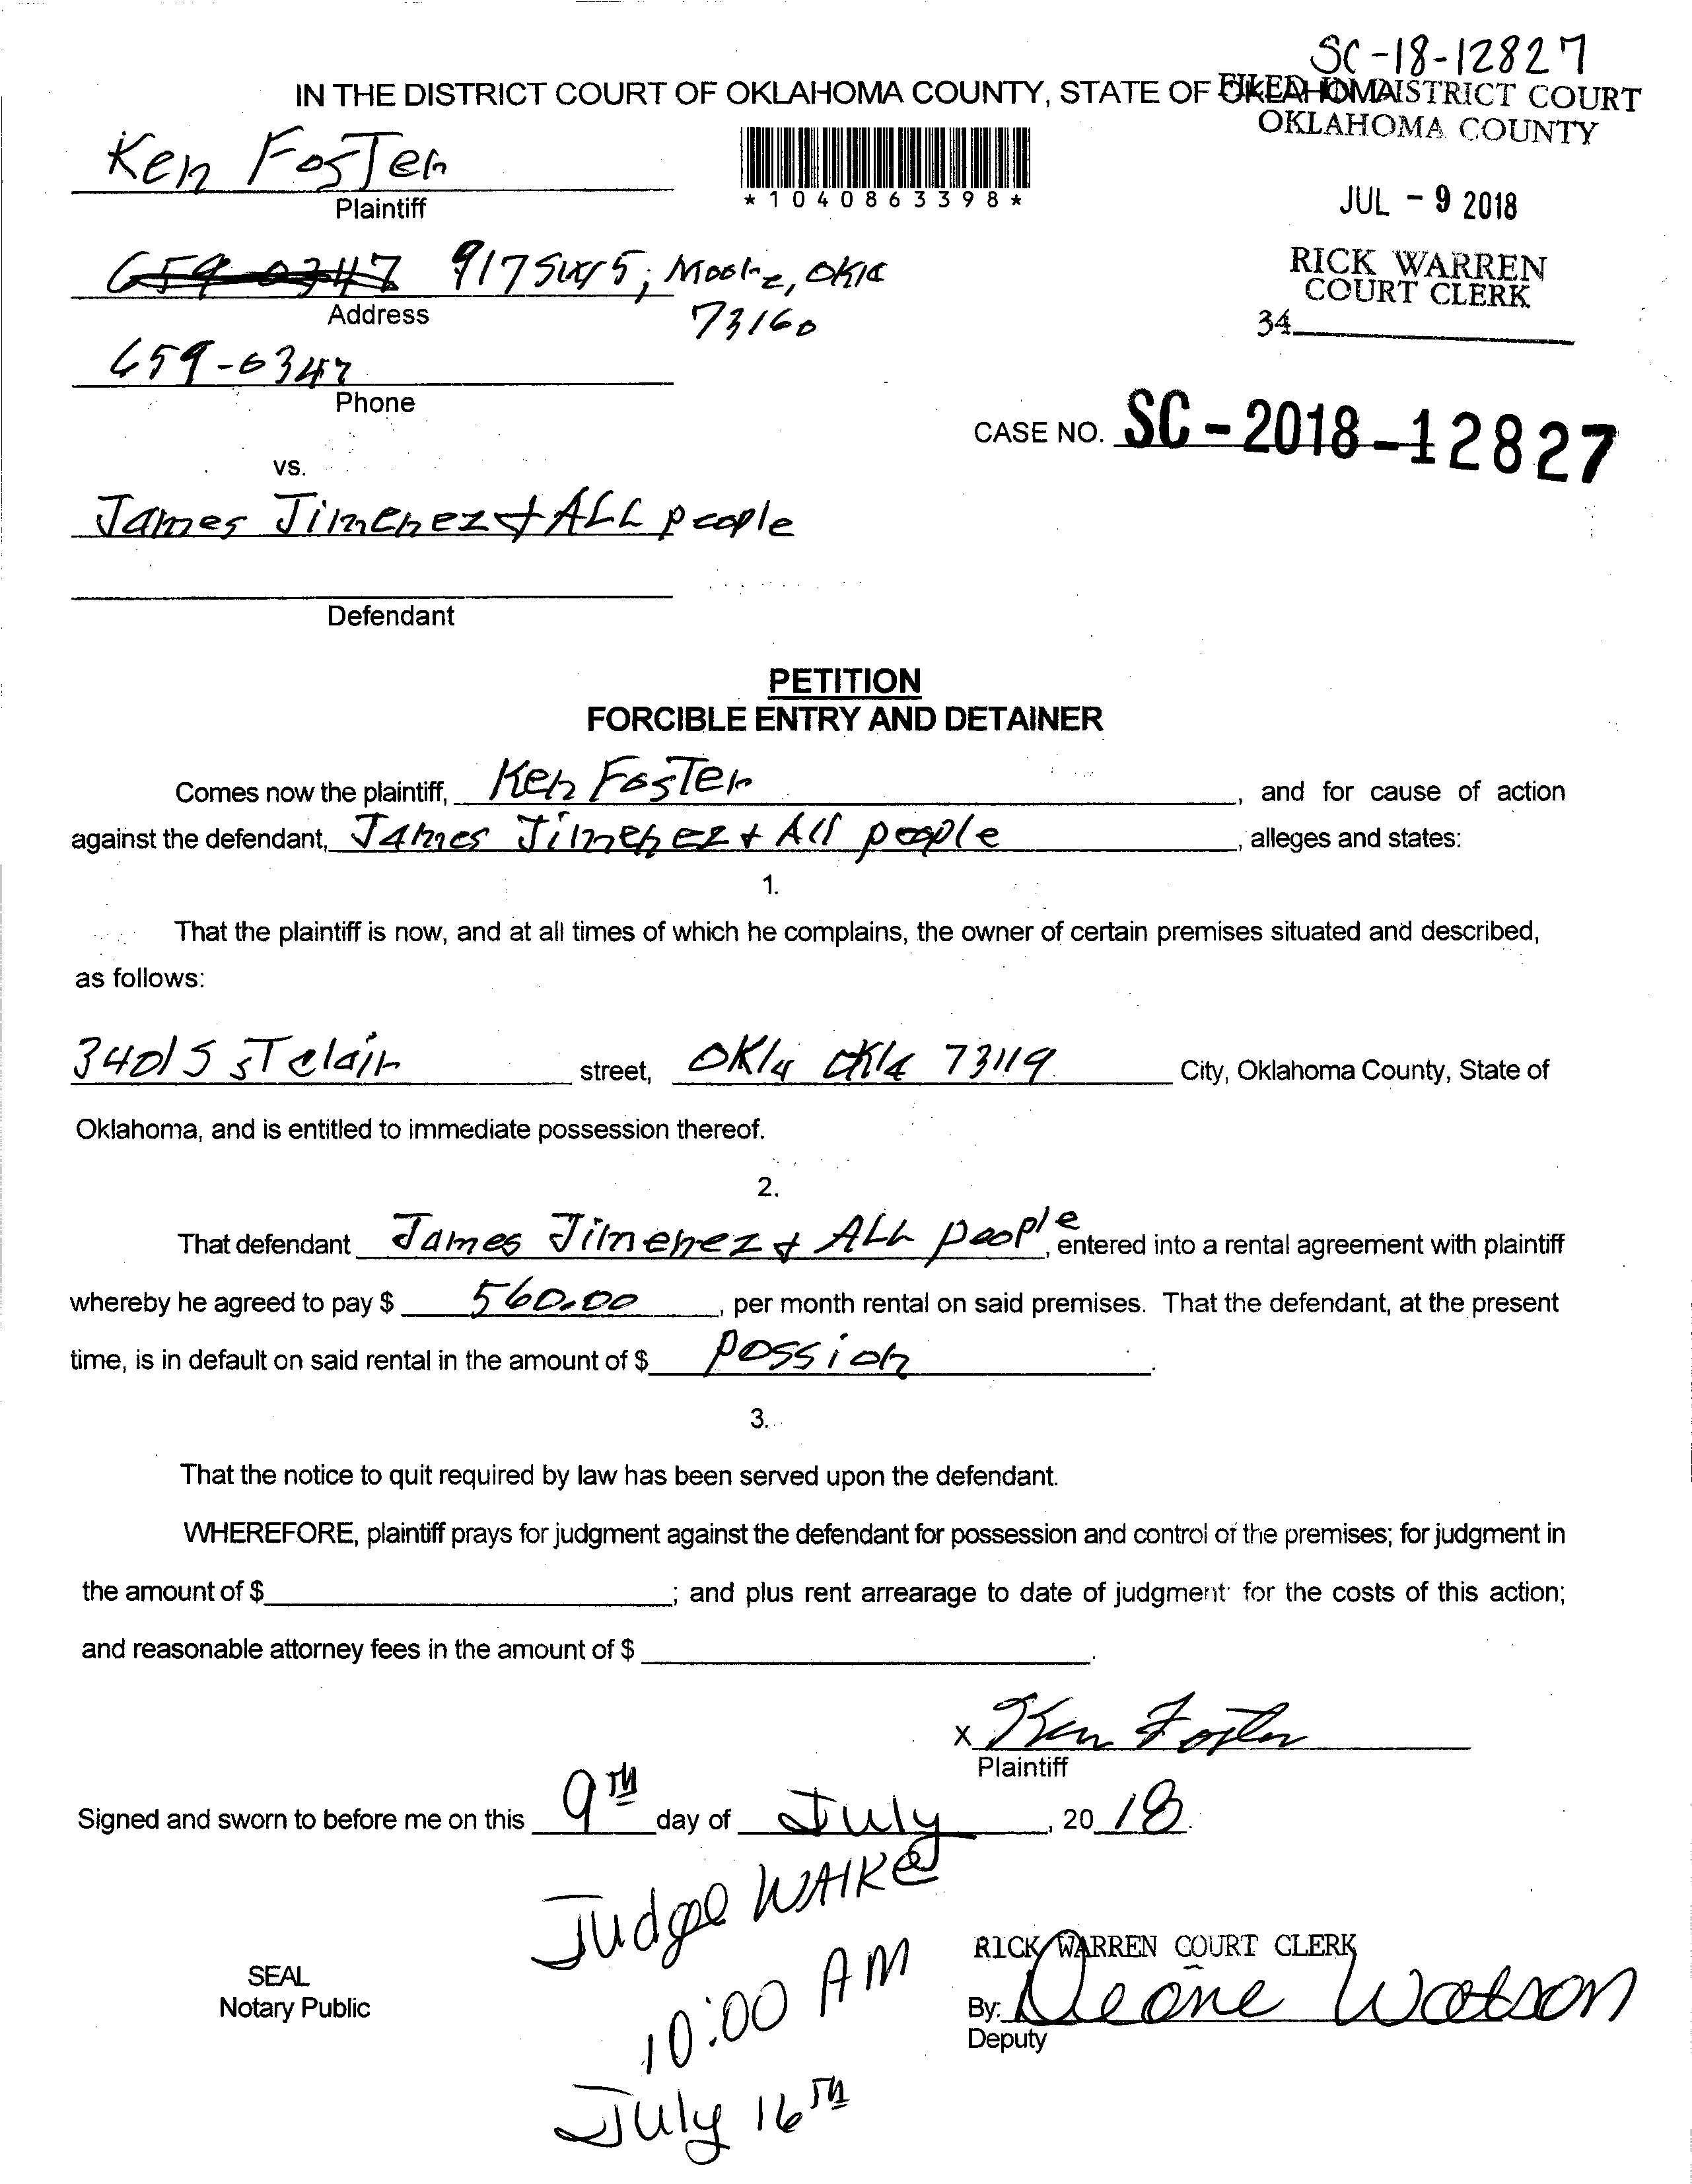 SC-18-12827
IN THE DISTRICT COURT OF OKLAHOMA COUNTY, STATE OF OKLAHOMA
FILED IN DISTRICT COURT
OKLAHOMA COUNTY
Ken Foster
Plaintiff
*1040863398*
JUL - 9 2018
RICK WARREN
COURT CLERK
34
659-0347 917 SW 5, Moore, Okla
Address
73160
659-0347
Phone
CASE NO. SC-2018-12827
vs.
James Jimenez + ALL people
Defendant
PETITION
FORCIBLE ENTRY AND DETAINER
Comes now the plaintiff, Ken Foster, and for cause of action
against the defendant, James Jimenez + All people, alleges and states:
1.
That the plaintiff is now, and at all times of which he complains, the owner of certain premises situated and described,
as follows:
3401 S ST clair street, Okla Okla 73119 City, Oklahoma County, State of
Oklahoma, and is entitled to immediate possession thereof.
2.
That defendant James Jimenez + ALL people, entered into a rental agreement with plaintiff
whereby he agreed to pay $ 560.00, per month rental on said premises. That the defendant, at the present
time, is in default on said rental in the amount of $ possion.
3.
That the notice to quit required by law has been served upon the defendant.
WHEREFORE, plaintiff prays for judgment against the defendant for possession and control of the premises; for judgment in
the amount of $ ; and plus rent arrearage to date of judgment for the costs of this action;
and reasonable attorney fees in the amount of $ .
X Ken Foster
Plaintiff
Signed and sworn to before me on this 9TH day of July, 20 18.
Judge WAlKe
10:00 AM
July 16TH
SEAL
Notary Public
RICK WARREN COURT CLERK
By: Deone Watson
Deputy